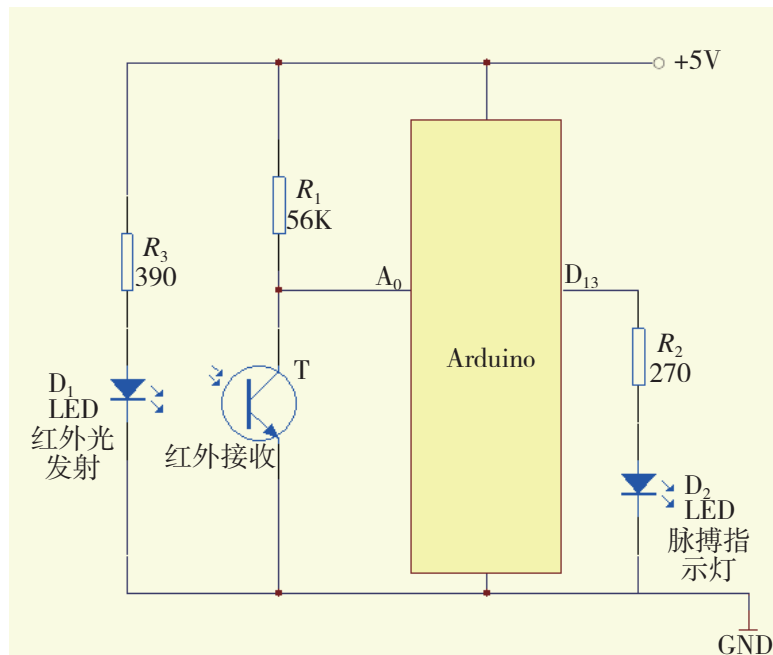 +5V
R₁
56K
R₃
390
A₀
D₁₃
Arduino
R₂
270
T
D₁
LED
红外光
发射
红外接收
D₂
LED
脉搏指
示灯
GND